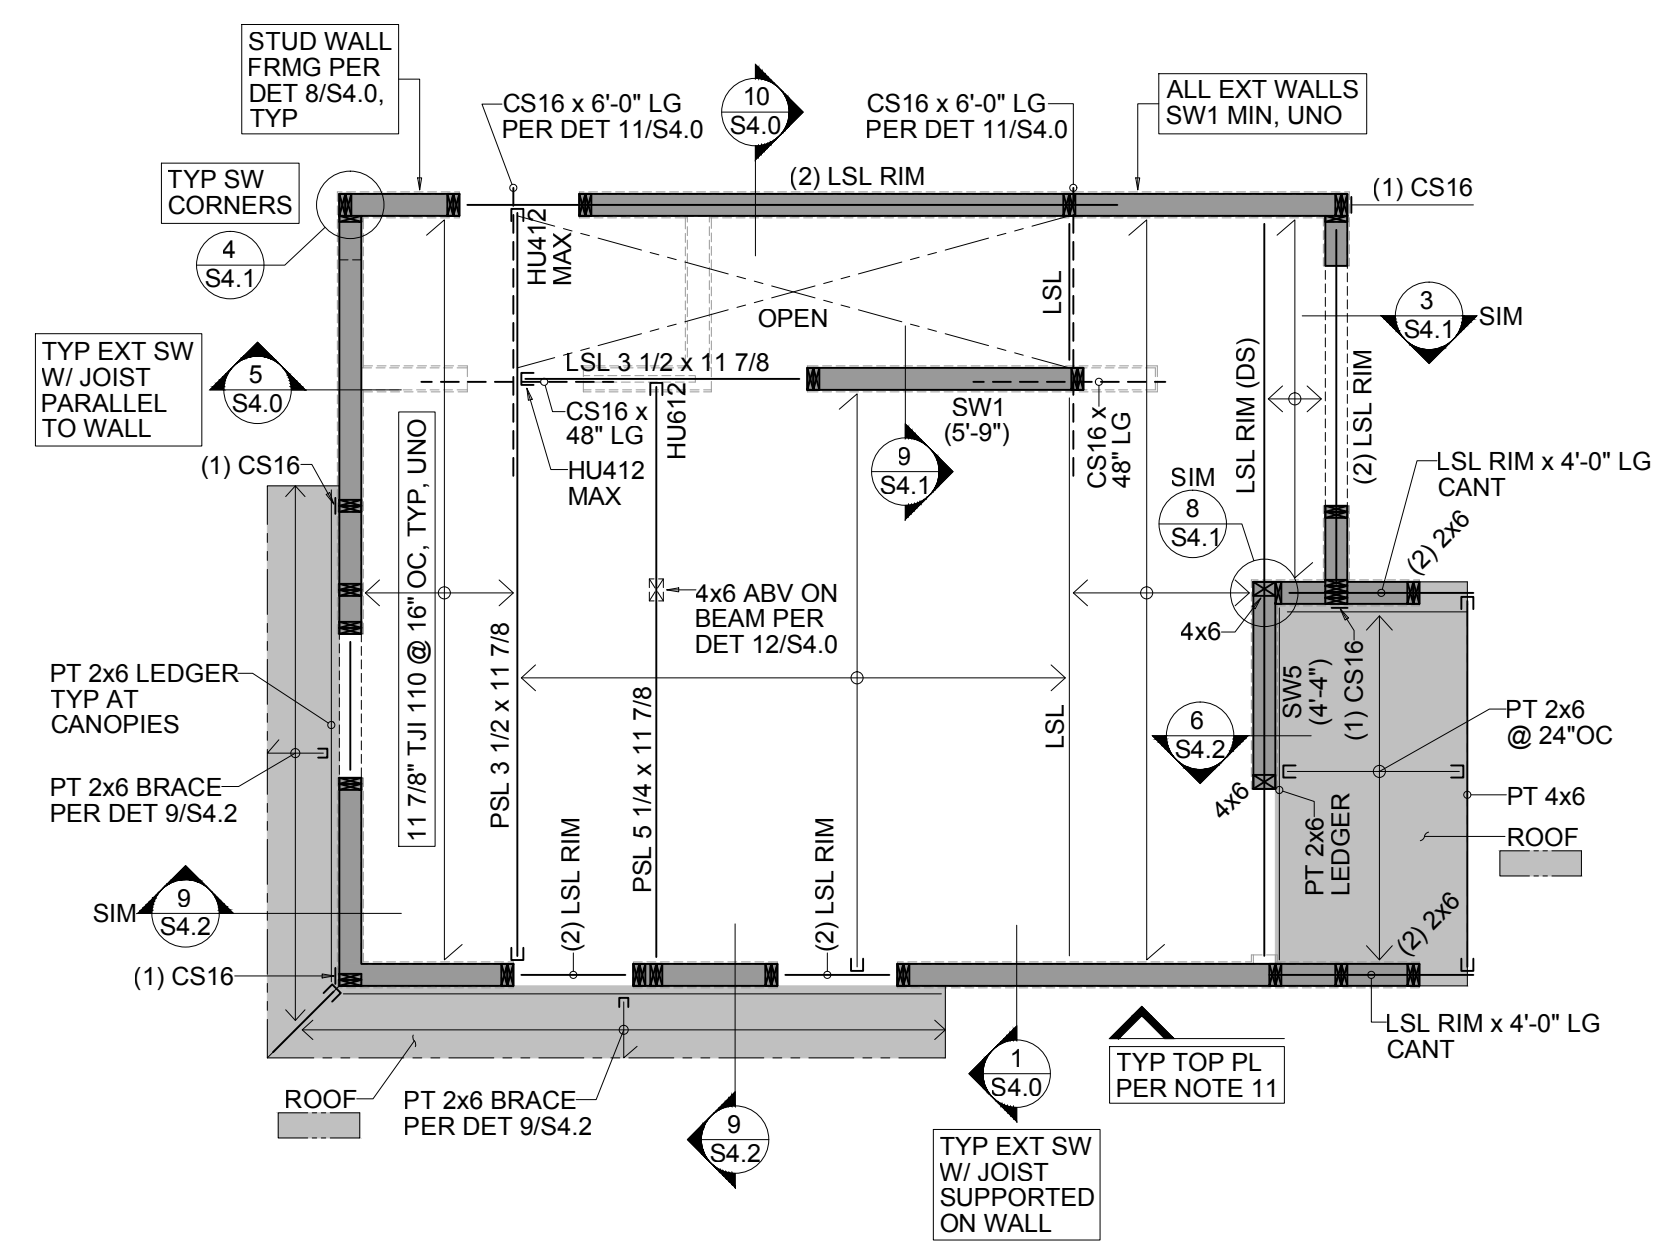 STUD WALL
FRMG PER
DET 8/S4.0,
TYP
CS16 x 6'-0" LG
PER DET 11/S4.0
10
S4.0
CS16 x 6'-0" LG
PER DET 11/S4.0
ALL EXT WALLS
SW1 MIN, UNO
TYP SW
CORNERS
(2) LSL RIM
(1) CS16
4
S4.1
HU412
MAX
LSL
OPEN
3
S4.1
SIM
TYP EXT SW
W/ JOIST
PARALLEL
TO WALL
5
S4.0
LSL 3 1/2 x 11 7/8
LSL RIM (DS)
(2) LSL RIM
CS16 x
48" LG
HU612
SW1
(5'-9")
CS16 x
48" LG
HU412
MAX
9
S4.1
(1) CS16
11 7/8" TJI 110 @ 16" OC, TYP, UNO
SIM
8
S4.1
LSL RIM x 4'-0" LG
CANT
(2) 2x6
4x6 ABV ON
BEAM PER
DET 12/S4.0
4x6
PSL 3 1/2 x 11 7/8
PSL 5 1/4 x 11 7/8
LSL
SW5
(4'-4")
(1) CS16
PT 2x6 LEDGER
TYP AT
CANOPIES
6
S4.2
PT 2x6
@ 24"OC
PT 2x6 BRACE
PER DET 9/S4.2
4x6
PT 2x6
LEDGER
PT 4x6
ROOF
(2) LSL RIM
(2) LSL RIM
SIM
9
S4.2
(2) 2x6
(1) CS16
LSL RIM x 4'-0" LG
CANT
ROOF
PT 2x6 BRACE
PER DET 9/S4.2
9
S4.2
1
S4.0
TYP TOP PL
PER NOTE 11
TYP EXT SW
W/ JOIST
SUPPORTED
ON WALL